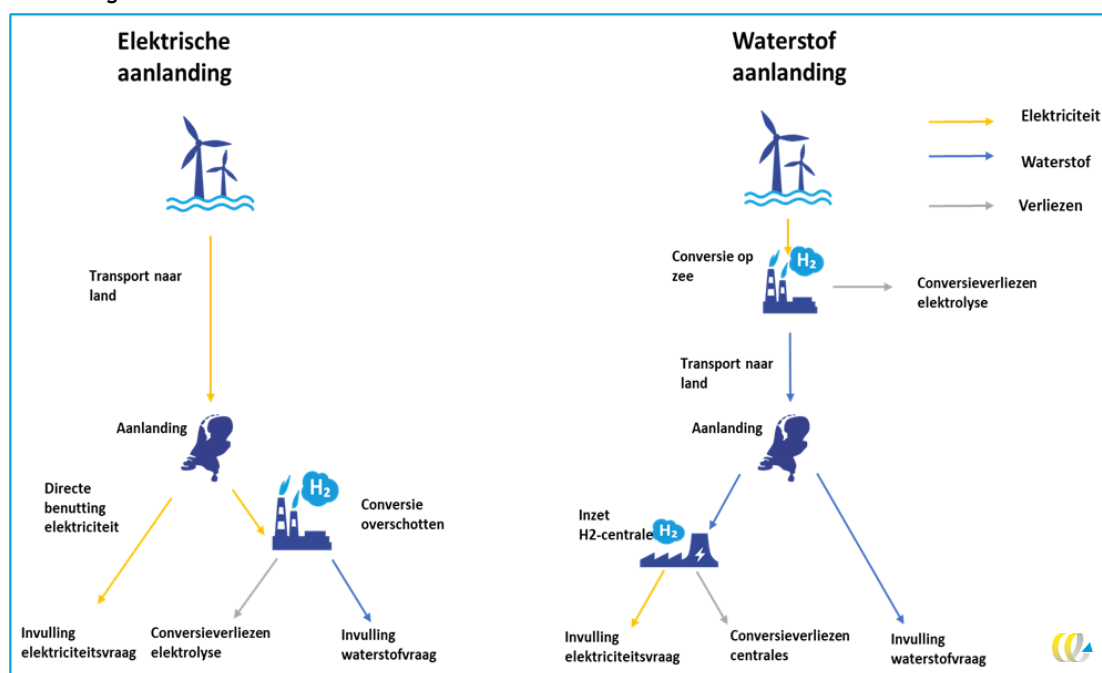 Elektrische
aanlanding
Transport naar
land
Aanlanding
Directe
benutting
elektriciteit
H2
Conversie
overschotten
Invulling
elektriciteitsvraag
Conversieverliezen
elektrolyse
Invulling
waterstofvraag
Waterstof
aanlanding
Elektriciteit
Waterstof
Verliezen
Conversie op
zee
H2
Conversieverliezen
elektrolyse
Transport naar
land
Aanlanding
Inzet
H2-centrale
H2
Invulling
elektriciteitsvraag
Conversieverliezen
centrales
Invulling
waterstofvraag